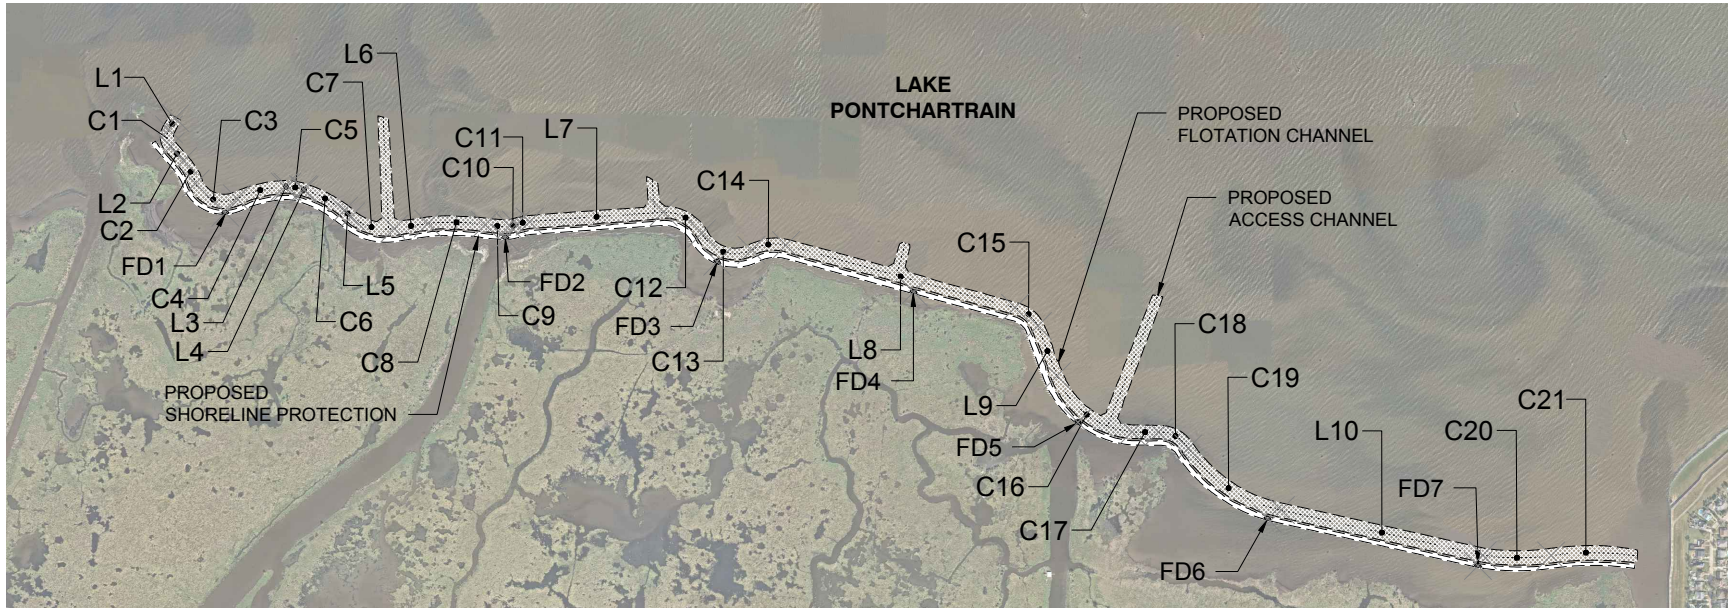 L1
C1
L2
C2
C3
FD1
C4
L3
L4
C5
C7
L6
L5
C6
C8
PROPOSED
SHORELINE PROTECTION
C11
C10
L7
FD2
C9
LAKE
PONTCHARTRAIN
C14
C12
FD3
C13
PROPOSED
FLOTATION CHANNEL
PROPOSED
ACCESS CHANNEL
C15
L8
FD4
L9
FD5
C16
C17
C18
C19
FD6
L10
C20
C21
FD7